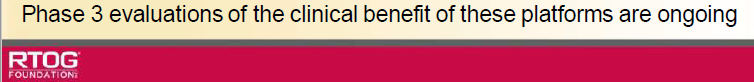 Phase 3 evaluations of the clinical benefit of these platforms are ongoing
RTOG
FOUNDATION